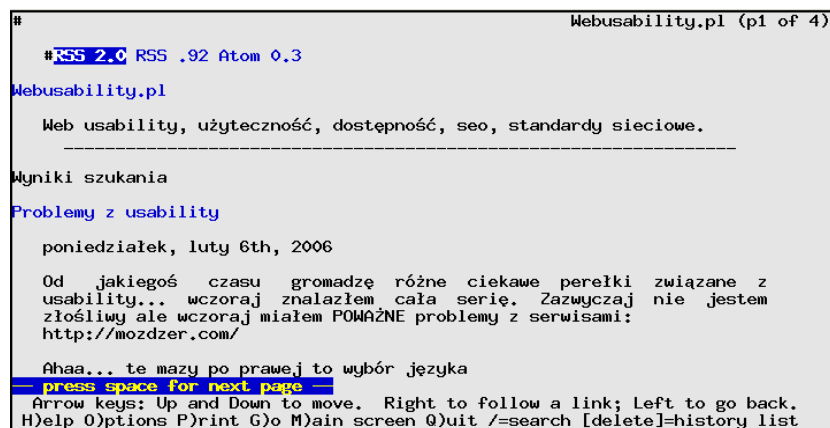 # Webusability.pl (p1 of 4)
#RSS 2.0 RSS .92 Atom 0.3
Webusability.pl
Web usability, użyteczność, dostępność, seo, standardy sieciowe.
________________________________________________________________
Wyniki szukania
Problemy z usability
poniedziałek, luty 6th, 2006
Od jakiegoś czasu gromadzę różne ciekawe perełki związane z
usability... wczoraj znalazłem cała serię. Zazwyczaj nie jestem
złośliwy ale wczoraj miałem POWAŻNE problemy z serwisami:
http://mozdzer.com/
Ahaa... te mazy po prawej to wybór języka
— press space for next page —
Arrow keys: Up and Down to move. Right to follow a link; Left to go back.
H)elp O)ptions P)rint G)o M)ain screen Q)uit /=search [delete]=history list